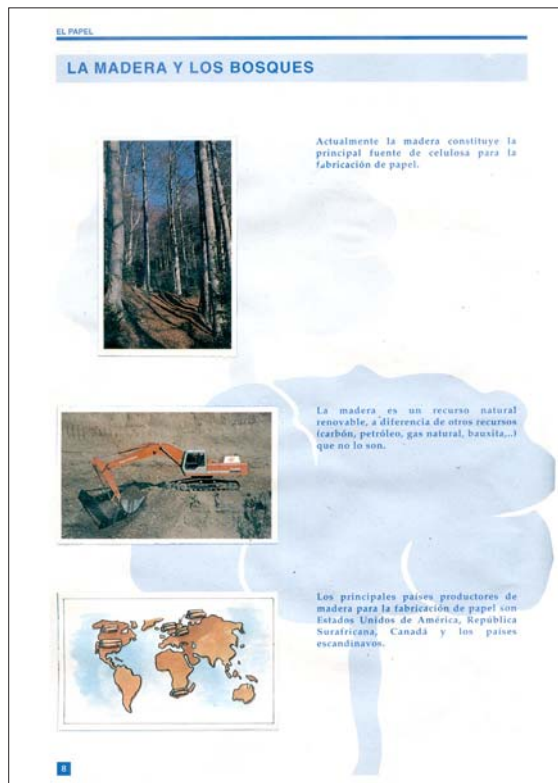 EL PAPEL
LA MADERA Y LOS BOSQUES
Actualmente la madera constituye la
principal fuente de celulosa para la
fabricación de papel.
La madera es un recurso natural
renovable, a diferencia de otros recursos
(carbón, petróleo, gas natural, bauxita,..)
que no lo son.
Los principales países productores de
madera para la fabricación de papel son
Estados Unidos de América, República
Surafricana, Canadá y los países
escandinavos.
8